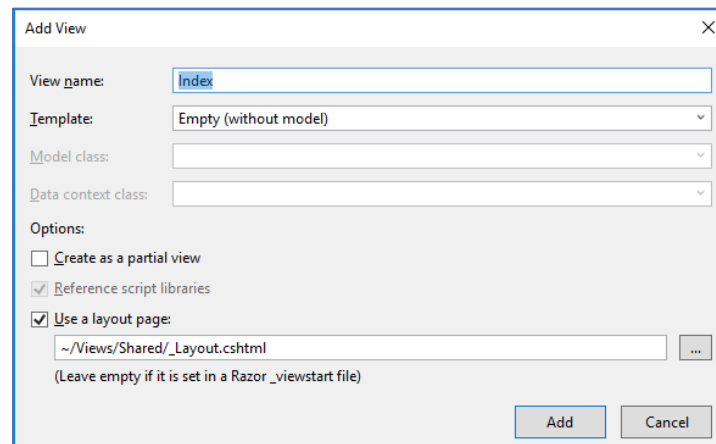 Add View
View name: Index
Template: Empty (without model)
Model class:
Data context class:
Options:
Create as a partial view
Reference script libraries
Use a layout page:
~/Views/Shared/_Layout.cshtml ...
(Leave empty if it is set in a Razor _viewstart file)
Add Cancel